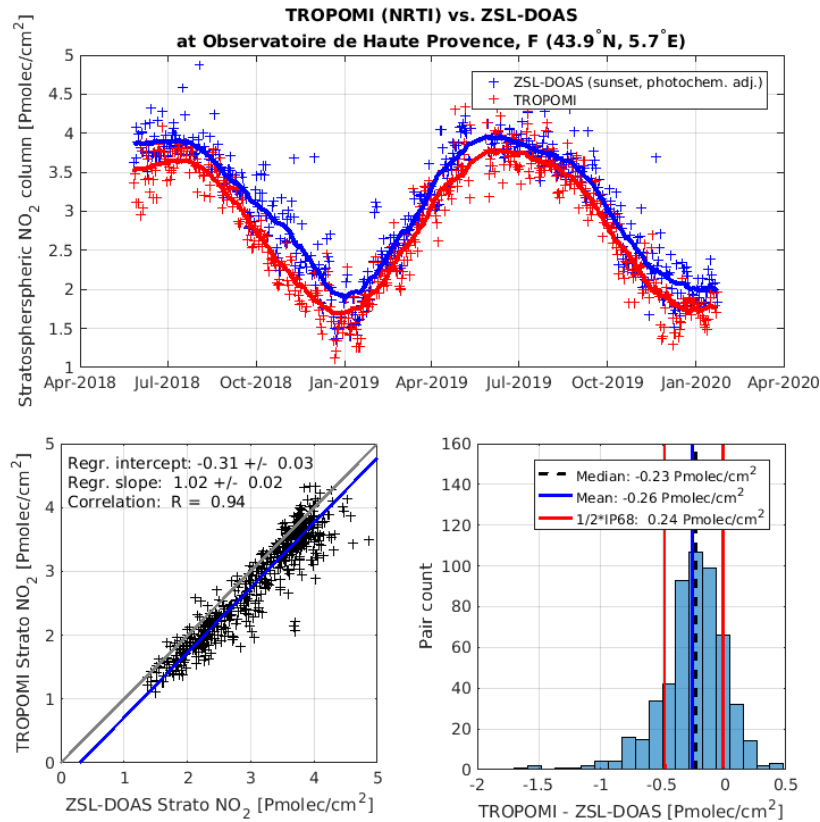 TROPOMI (NRTI) vs. ZSL-DOAS
at Observatoire de Haute Provence, F (43.9°N, 5.7°E)
Stratospherspheric NO2 column [Pmolec/cm2]
5
4.5
4
3.5
3
2.5
2
1.5
1
ZSL-DOAS (sunset, photochem. adj.)
TROPOMI
Apr-2018
Jul-2018
Oct-2018
Jan-2019
Apr-2019
Jul-2019
Oct-2019
Jan-2020
Apr-2020
TROPOMI Strato NO2 [Pmolec/cm2]
5
4
3
2
1
0
Regr. intercept: -0.31 +/- 0.03
Regr. slope: 1.02 +/- 0.02
Correlation: R = 0.94
0
1
2
3
4
5
ZSL-DOAS Strato NO2 [Pmolec/cm2]
Pair count
160
140
120
100
80
60
40
20
0
Median: -0.23 Pmolec/cm2
Mean: -0.26 Pmolec/cm2
1/2*IP68: 0.24 Pmolec/cm2
-2
-1.5
-1
-0.5
0
0.5
TROPOMI - ZSL-DOAS [Pmolec/cm2]